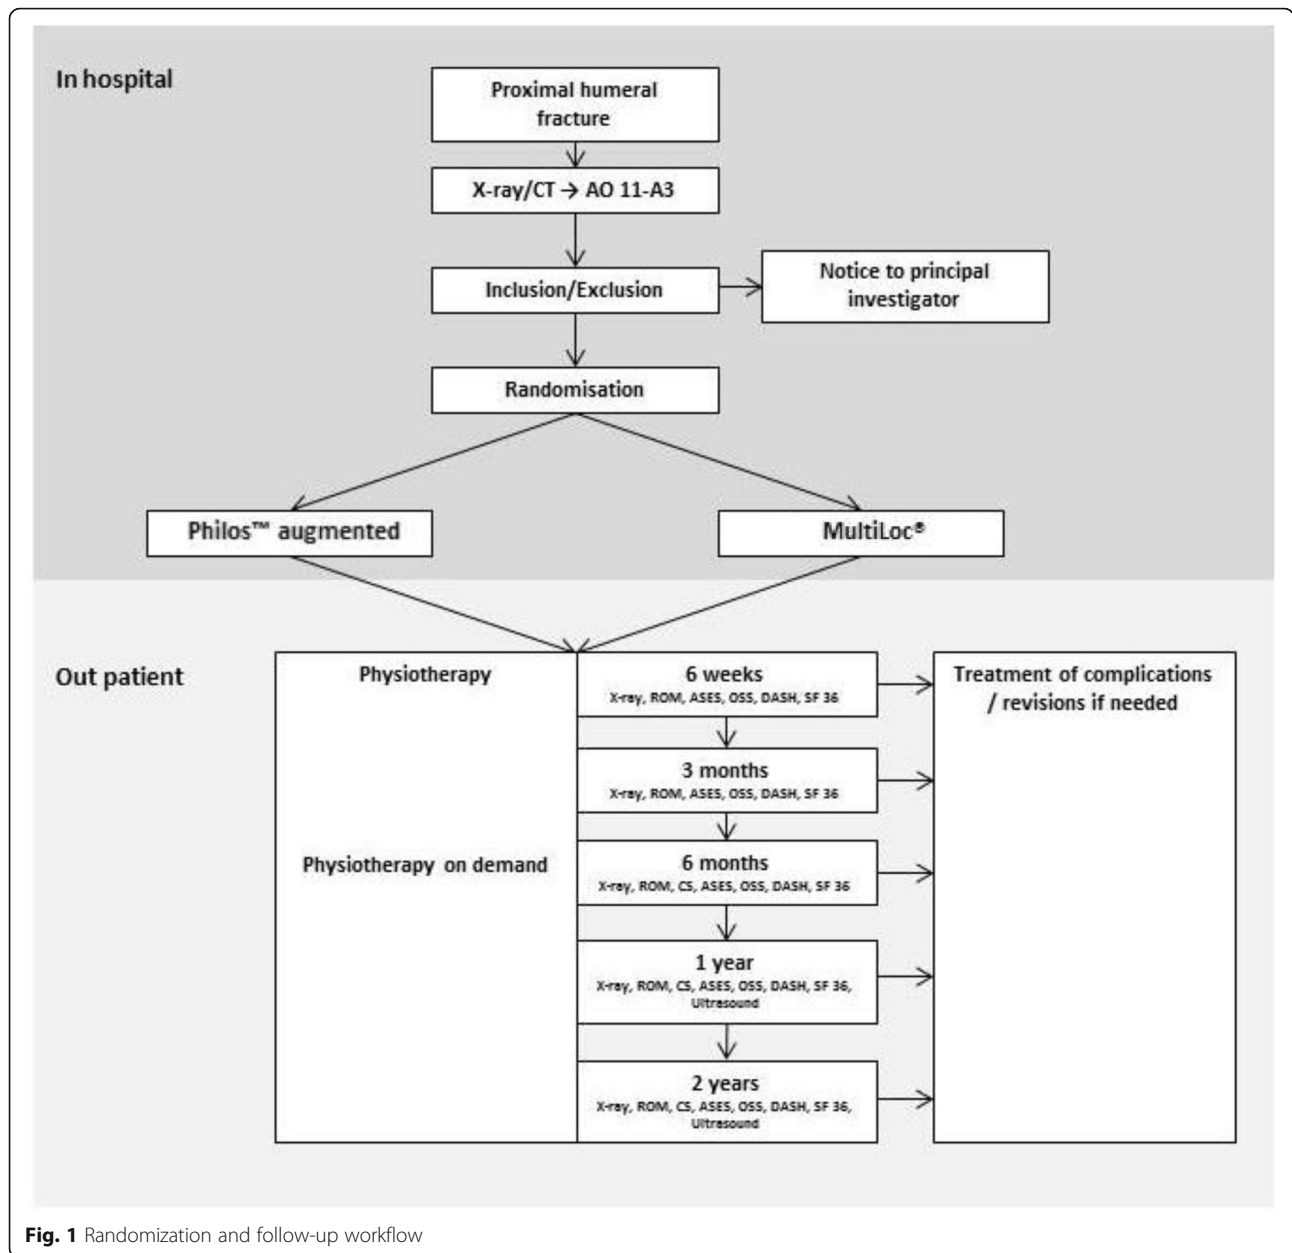 In hospital
Proximal humeral
fracture
X-ray/CT → AO 11-A3
Inclusion/Exclusion
Notice to principal
investigator
Randomisation
Philos™ augmented
MultiLoc®
Out patient
Physiotherapy
6 weeks
X-ray, ROM, ASES, OSS, DASH, SF 36
Treatment of complications
/ revisions if needed
3 months
X-ray, ROM, ASES, OSS, DASH, SF 36
Physiotherapy on demand
6 months
X-ray, ROM, CS, ASES, OSS, DASH, SF 36
1 year
X-ray, ROM, CS, ASES, OSS, DASH, SF 36,
Ultrasound
2 years
X-ray, ROM, CS, ASES, OSS, DASH, SF 36,
Ultrasound
Fig. 1 Randomization and follow-up workflow